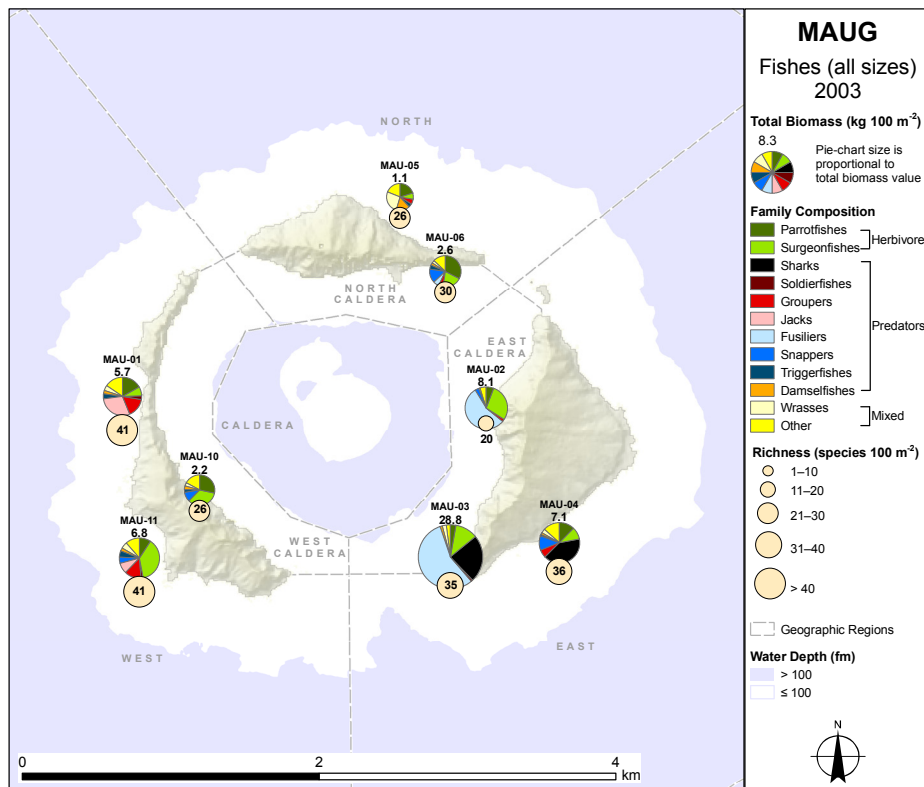 MAUG
Fishes (all sizes)
2003
Total Biomass (kg 100 m⁻²)
8.3
Pie-chart size is
proportional to
total biomass value
Family Composition
Parrotfishes
Surgeonfishes
Herbivore
Sharks
Soldierfishes
Groupers
Jacks
Fusiliers
Snappers
Triggerfishes
Damselfishes
Predators
Wrasses
Other
Mixed
Richness (species 100 m⁻²)
1–10
11–20
21–30
31–40
> 40
Geographic Regions
Water Depth (fm)
> 100
≤ 100
N
NORTH
MAU-05
1.1
26
MAU-06
2.6
30
NORTH
CALDERA
EAST
CALDERA
MAU-02
8.1
20
MAU-01
5.7
41
CALDERA
MAU-10
2.2
26
MAU-11
6.8
41
WEST
CALDERA
MAU-03
28.8
35
MAU-04
7.1
36
WEST
EAST
0
2
4
km